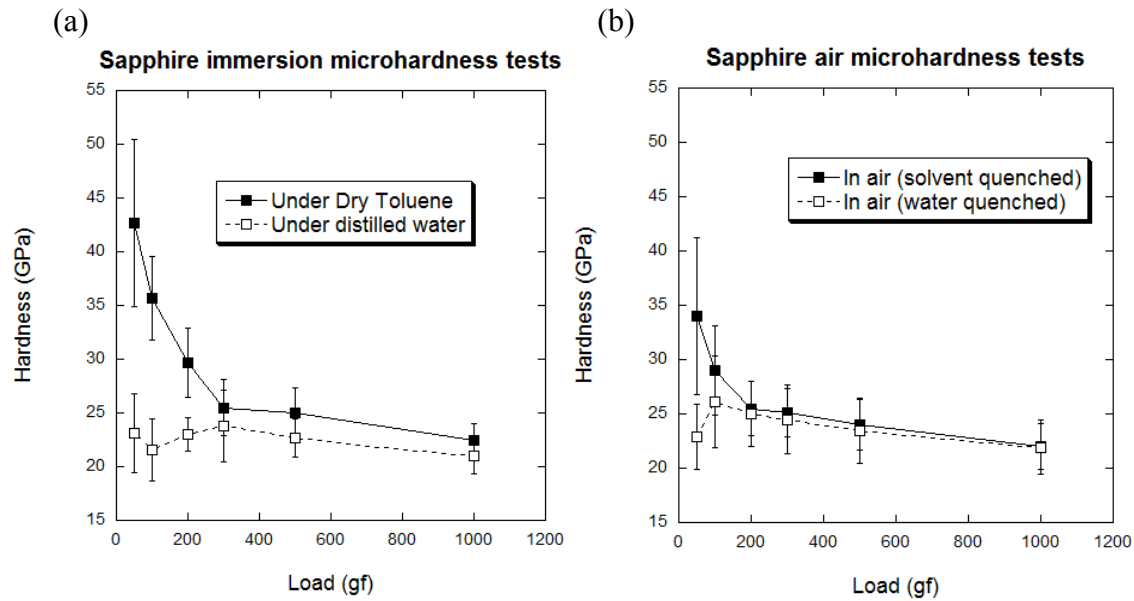 (a)
Sapphire immersion microhardness tests
55
50
45
40
35
30
25
20
15
Hardness (GPa)
Under Dry Toluene
Under distilled water
0 200 400 600 800 1000 1200
Load (gf)
(b)
Sapphire air microhardness tests
55
50
45
40
35
30
25
20
15
Hardness (GPa)
In air (solvent quenched)
In air (water quenched)
0 200 400 600 800 1000 1200
Load (gf)